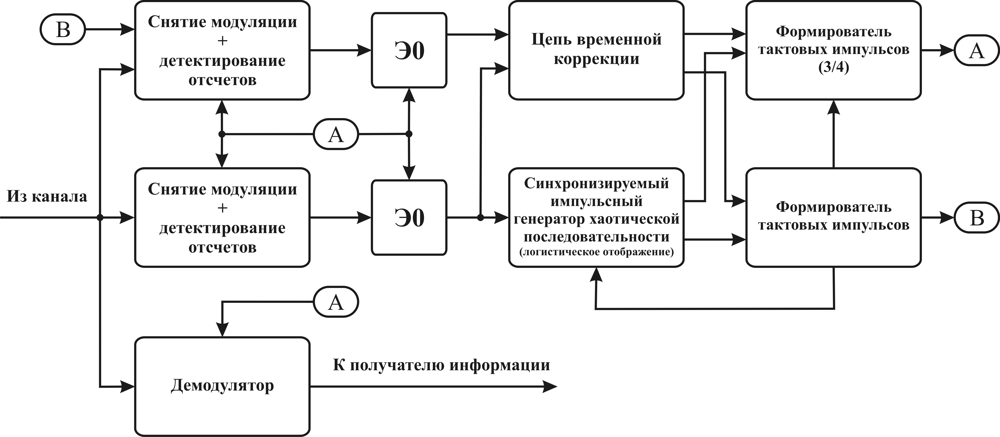 В
Снятие модуляции
+
детектирование
отсчетов
Э0
Цепь временной
коррекции
Формирователь
тактовых импульсов
(3/4)
А
А
Из канала
Снятие модуляции
+
детектирование
отсчетов
Э0
Синхронизируемый
импульсный
генератор хаотической
последовательности
(логистическое отображение)
Формирователь
тактовых импульсов
В
А
Демодулятор
К получателю информации